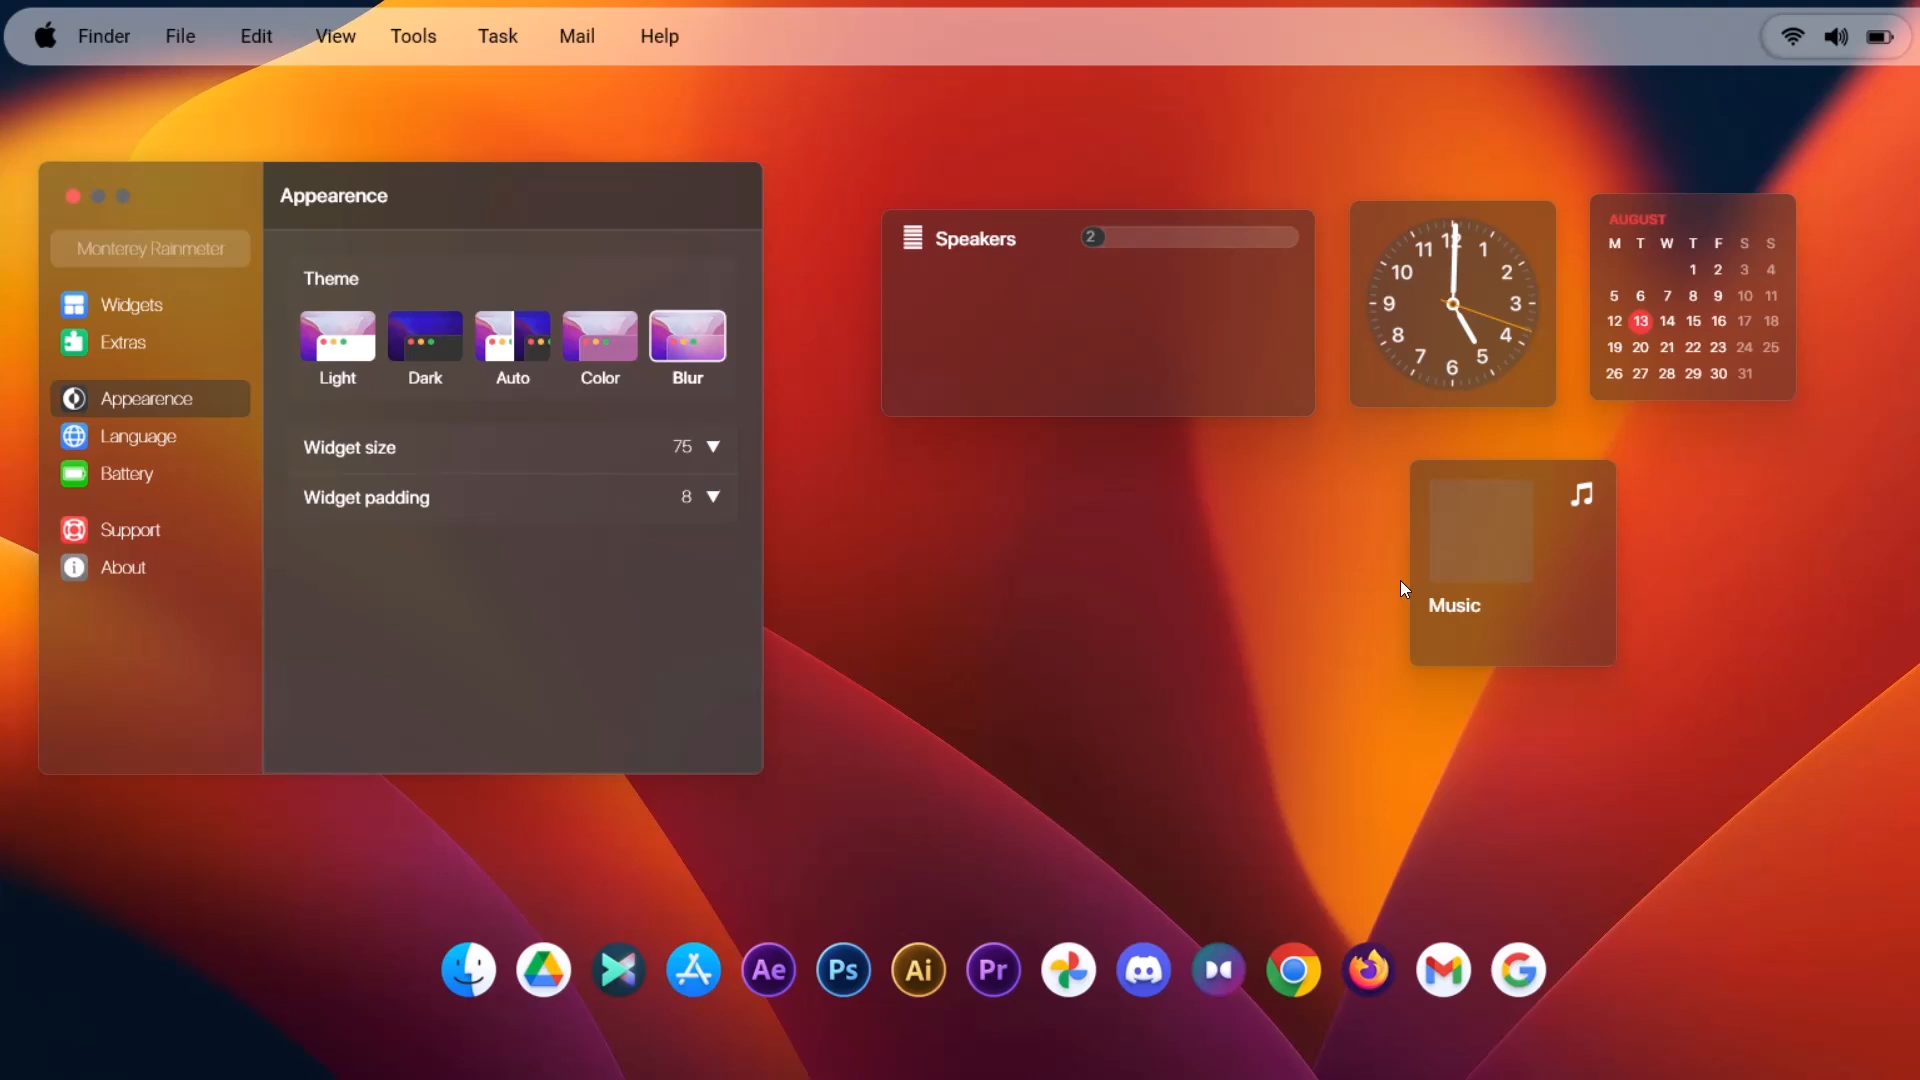 Finder File Edit View Tools Task Mail Help
Appearence
Monterey Rainmeter
Widgets
Extras
Appearence
Language
Battery
Support
About
Theme
Light Dark Auto Color Blur
Widget size 75
Widget padding 8
Speakers 2
12
1
2
3
4
5
6
7
8
9
10
11
AUGUST
M T W T F S S
1 2 3 4
5 6 7 8 9 10 11
12 13 14 15 16 17 18
19 20 21 22 23 24 25
26 27 28 29 30 31
Music
Ae Ps Ai Pr